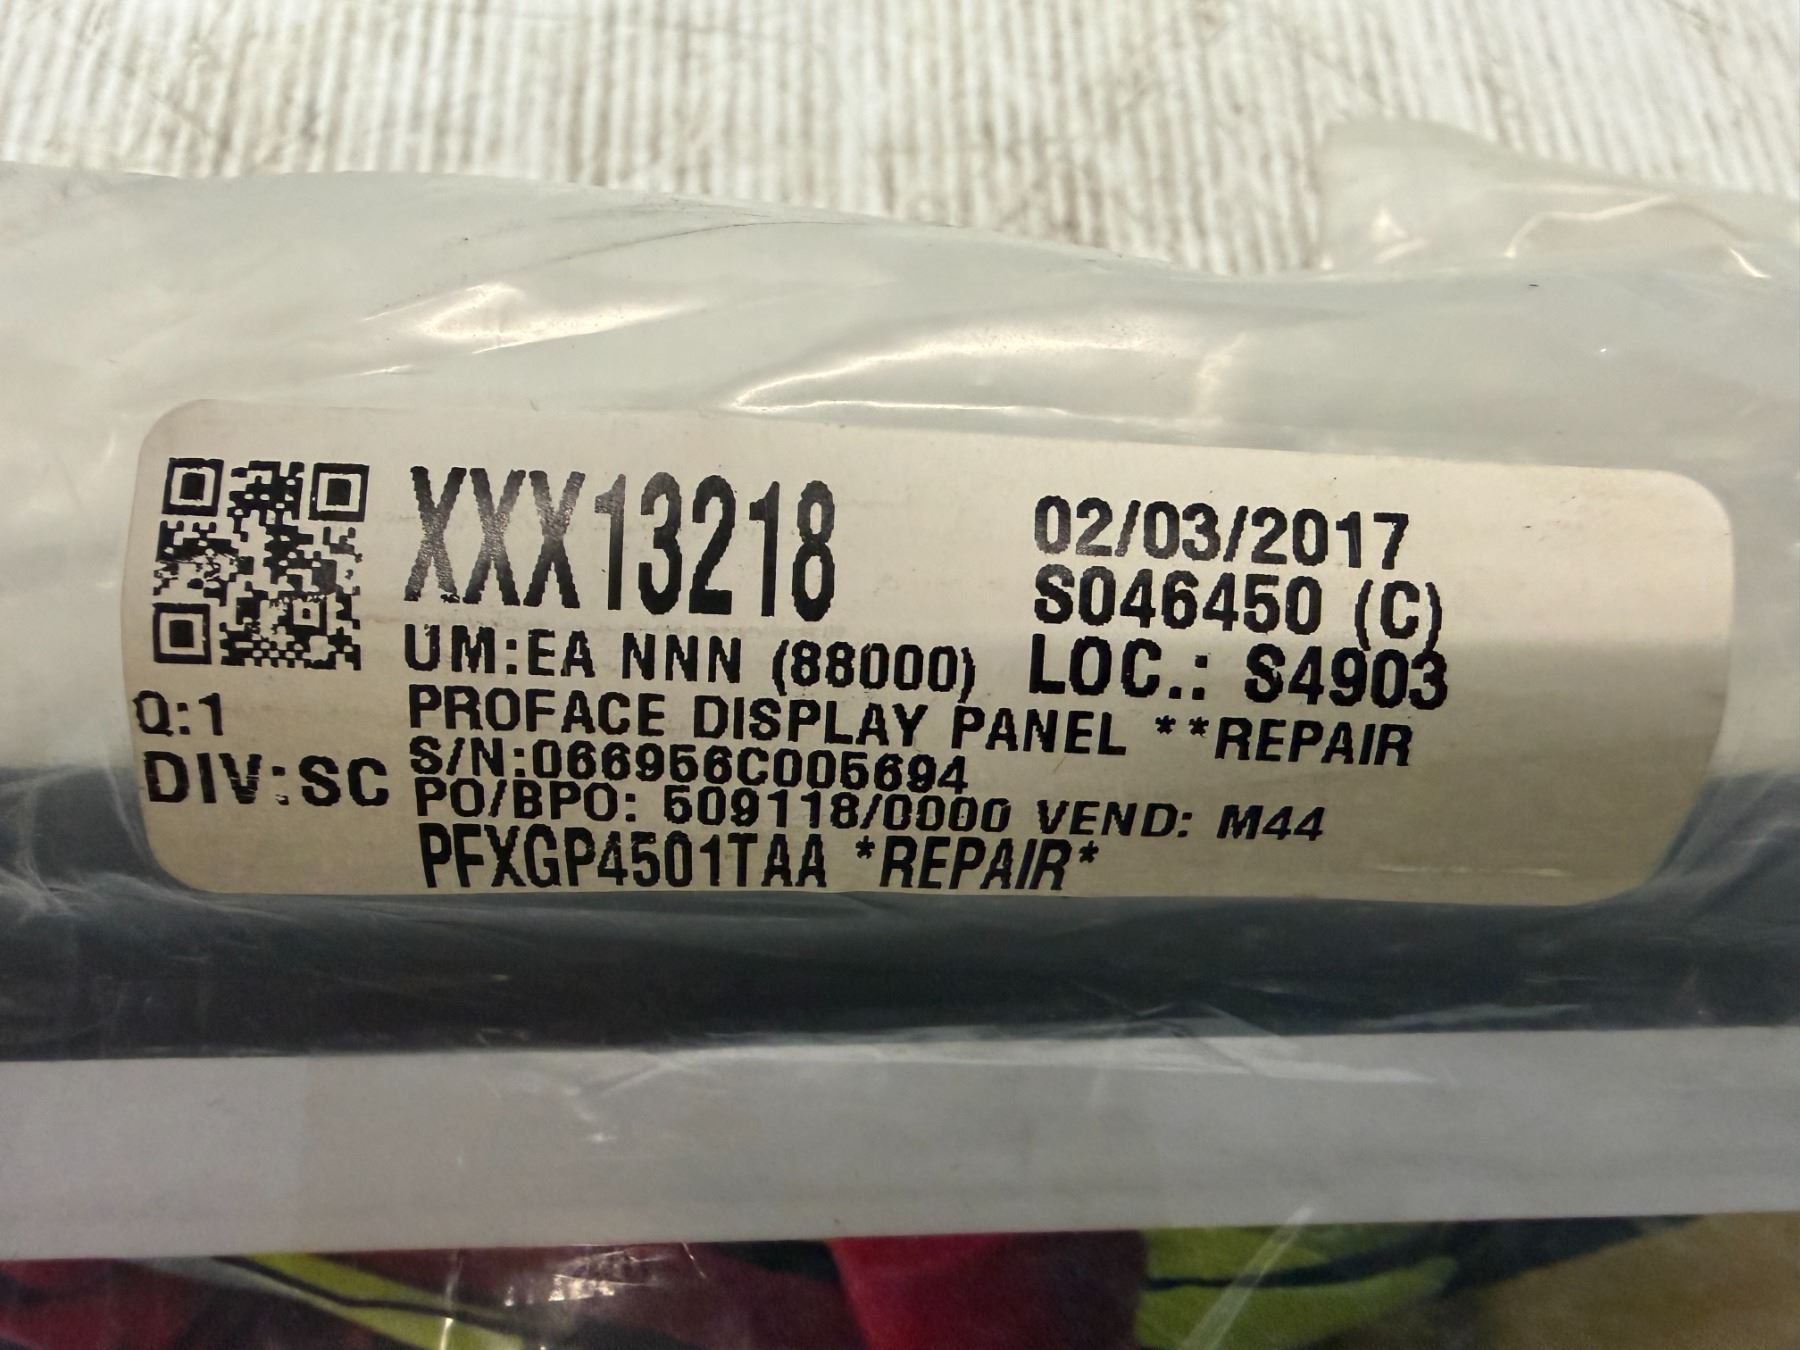 XXX13218
02/03/2017
S046450 (C)
UM:EA NNN (88000) LOC.: S4903
Q:1
PROFACE DISPLAY PANEL **REPAIR
DIV:SC
S/N:066956C005694
PO/BPO: 509118/0000 VEND: M44
PFXGP4501TAA *REPAIR*